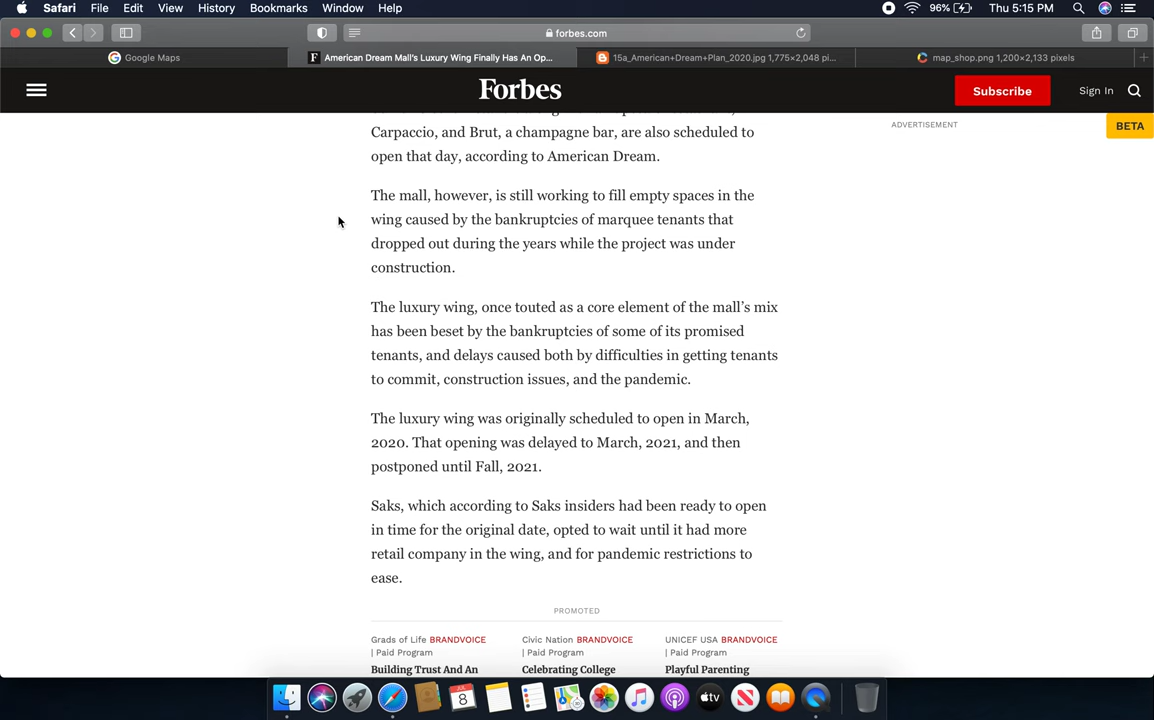 Safari File Edit View History Bookmarks Window Help 96% Thu 5:15 PM
forbes.com
Google Maps American Dream Mall's Luxury Wing Finally Has An Op... 15a_American+Dream+Plan_2020.jpg 1,775×2,048 pi... map_shop.png 1,200×2,133 pixels
Forbes Subscribe Sign In
ADVERTISEMENT
BETA
Carpaccio, and Brut, a champagne bar, are also scheduled to
open that day, according to American Dream.
The mall, however, is still working to fill empty spaces in the
wing caused by the bankruptcies of marquee tenants that
dropped out during the years while the project was under
construction.
The luxury wing, once touted as a core element of the mall's mix
has been beset by the bankruptcies of some of its promised
tenants, and delays caused both by difficulties in getting tenants
to commit, construction issues, and the pandemic.
The luxury wing was originally scheduled to open in March,
2020. That opening was delayed to March, 2021, and then
postponed until Fall, 2021.
Saks, which according to Saks insiders had been ready to open
in time for the original date, opted to wait until it had more
retail company in the wing, and for pandemic restrictions to
ease.
PROMOTED
Grads of Life BRANDVOICE
| Paid Program
Building Trust And An
Civic Nation BRANDVOICE
| Paid Program
Celebrating College
UNICEF USA BRANDVOICE
| Paid Program
Playful Parenting
8
tv